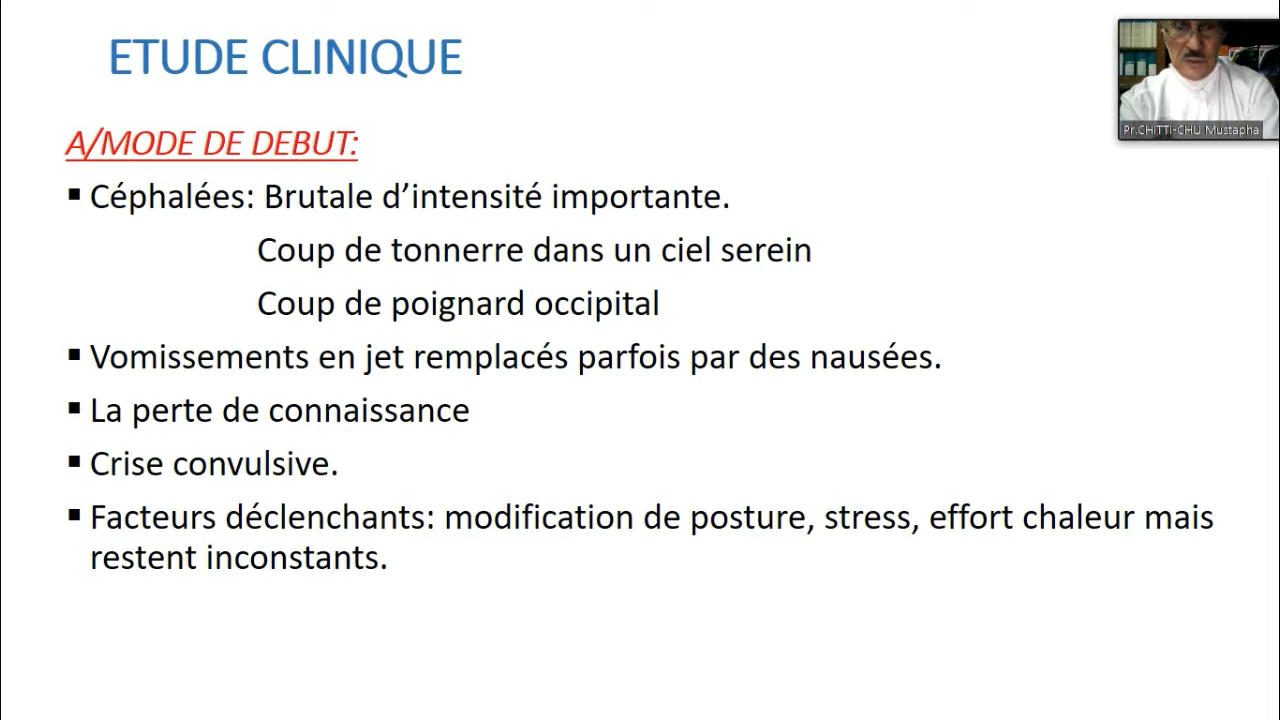 ETUDE CLINIQUE
Pr.CHITTI-CHU Mustapha
A/MODE DE DEBUT:
▪ Céphalées: Brutale d’intensité importante.
Coup de tonnerre dans un ciel serein
Coup de poignard occipital
▪ Vomissements en jet remplacés parfois par des nausées.
▪ La perte de connaissance
▪ Crise convulsive.
▪ Facteurs déclenchants: modification de posture, stress, effort chaleur mais
restent inconstants.